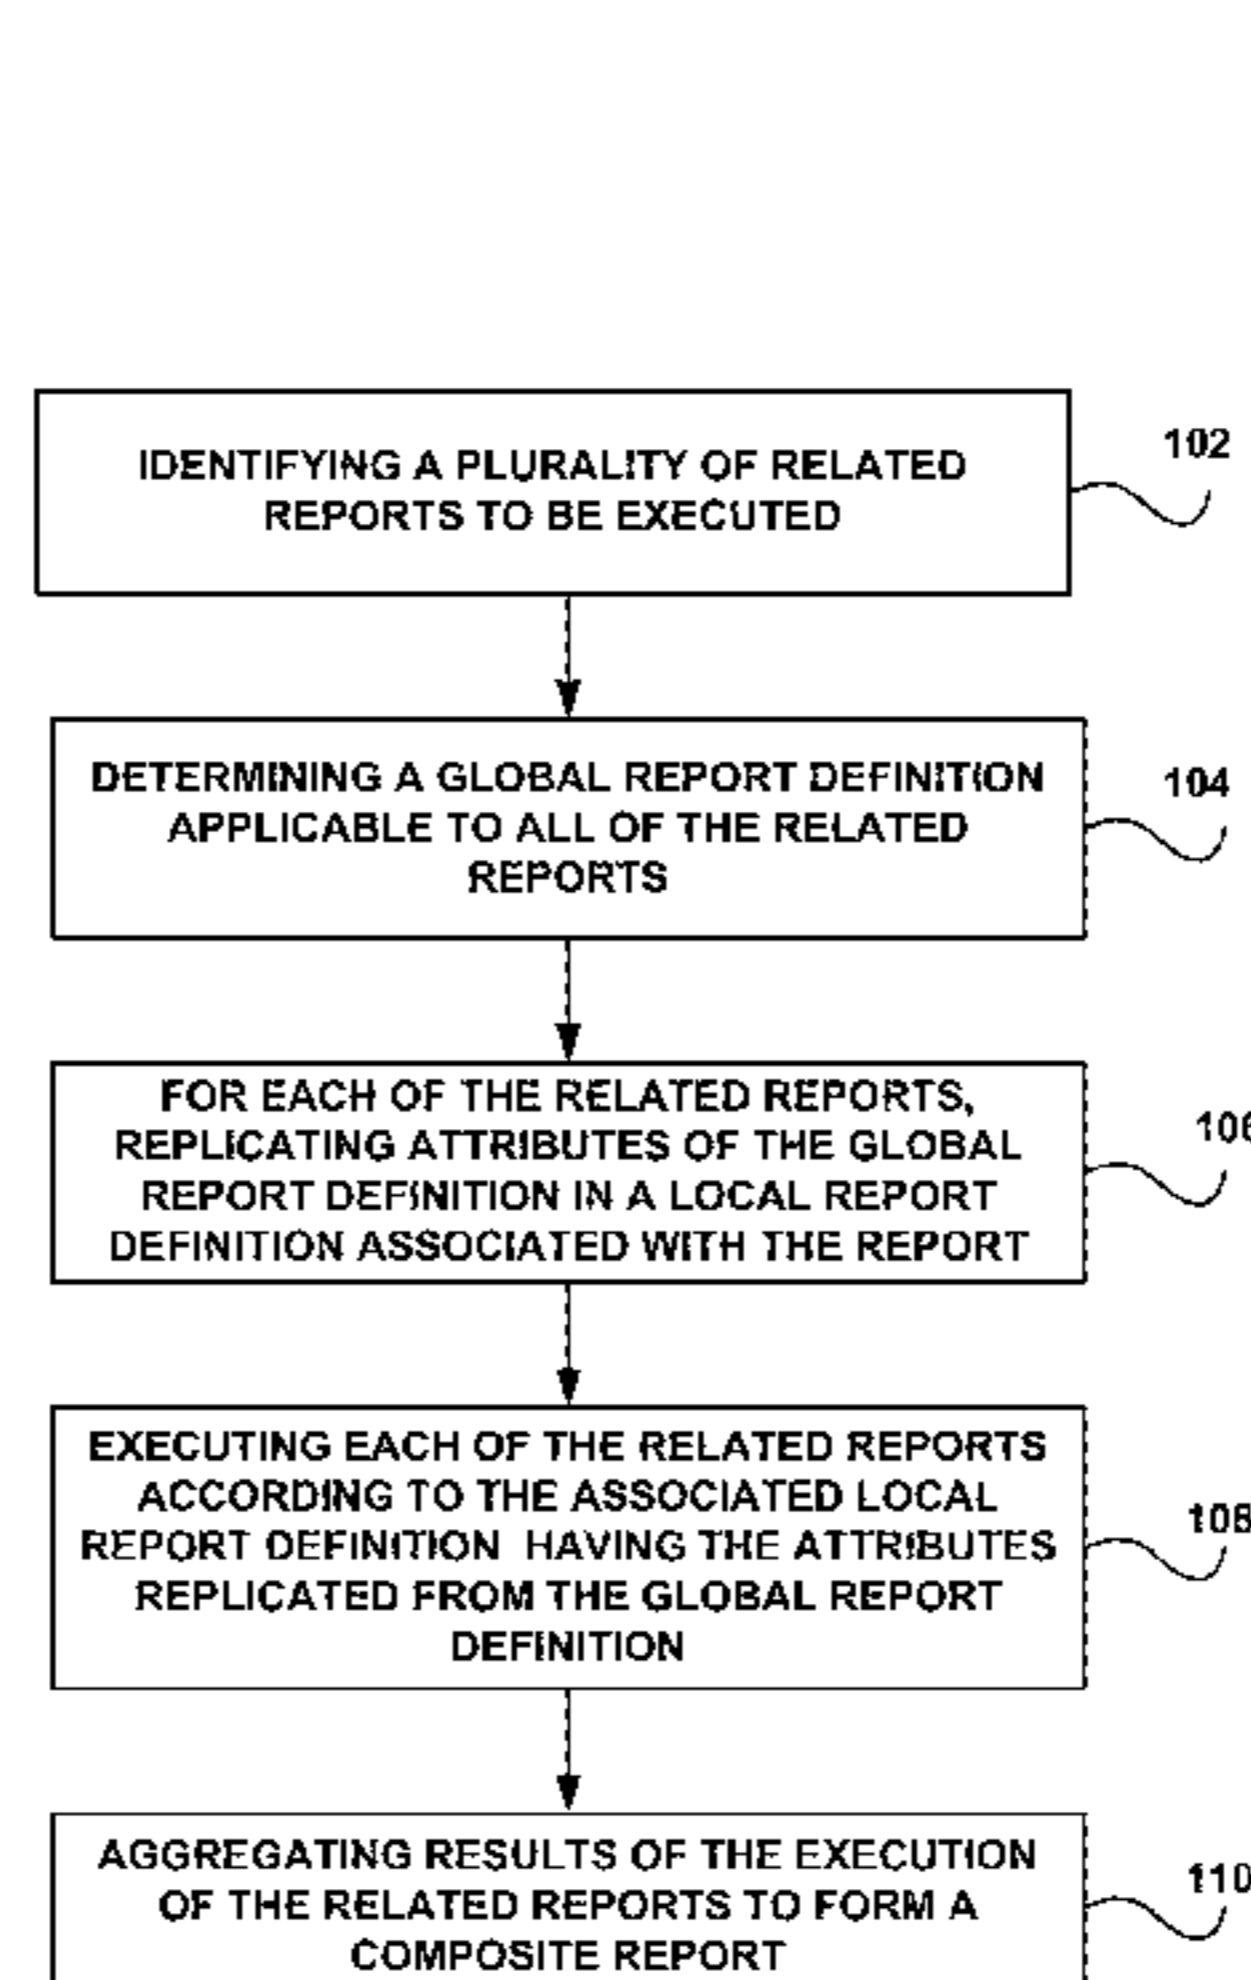 IDENTIFYING A PLURALITY OF RELATED
REPORTS TO BE EXECUTED
102
DETERMINING A GLOBAL REPORT DEFINITION
APPLICABLE TO ALL OF THE RELATED
REPORTS
104
FOR EACH OF THE RELATED REPORTS,
REPLICATING ATTRIBUTES OF THE GLOBAL
REPORT DEFINITION IN A LOCAL REPORT
DEFINITION ASSOCIATED WITH THE REPORT
106
EXECUTING EACH OF THE RELATED REPORTS
ACCORDING TO THE ASSOCIATED LOCAL
REPORT DEFINITION HAVING THE ATTRIBUTES
REPLICATED FROM THE GLOBAL REPORT
DEFINITION
108
AGGREGATING RESULTS OF THE EXECUTION
OF THE RELATED REPORTS TO FORM A
COMPOSITE REPORT
110